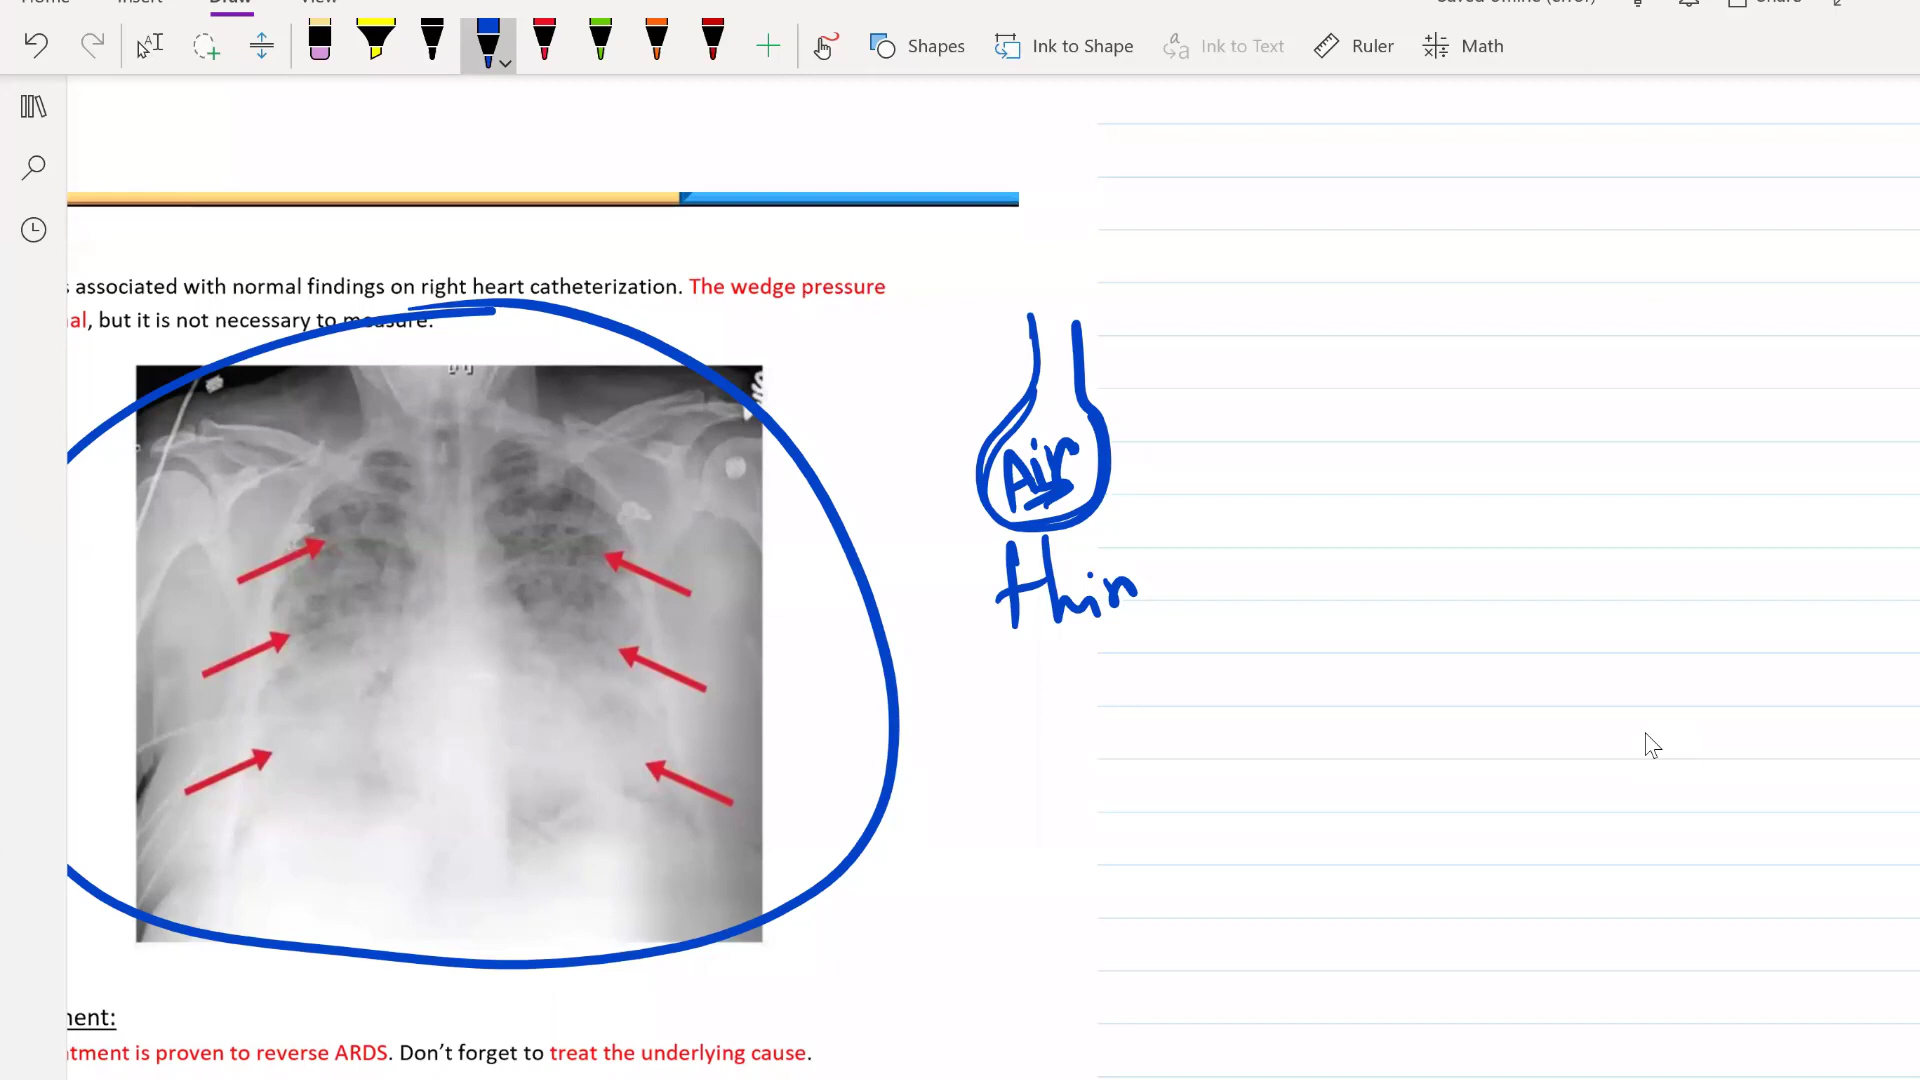 Shapes
Ink to Shape
Ink to Text
Ruler
Math
associated with normal findings on right heart catheterization. The wedge pressure
al, but it is not necessary to measure.
Air
thin
ment:
atment is proven to reverse ARDS. Don't forget to treat the underlying cause.